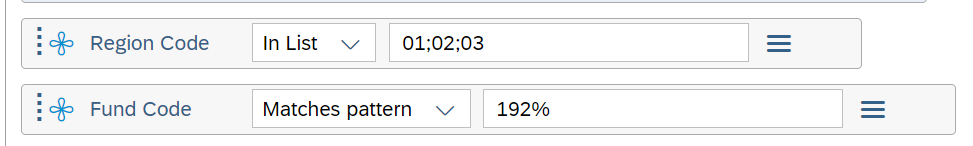 Region Code In List 01;02;03
Fund Code Matches pattern 192%